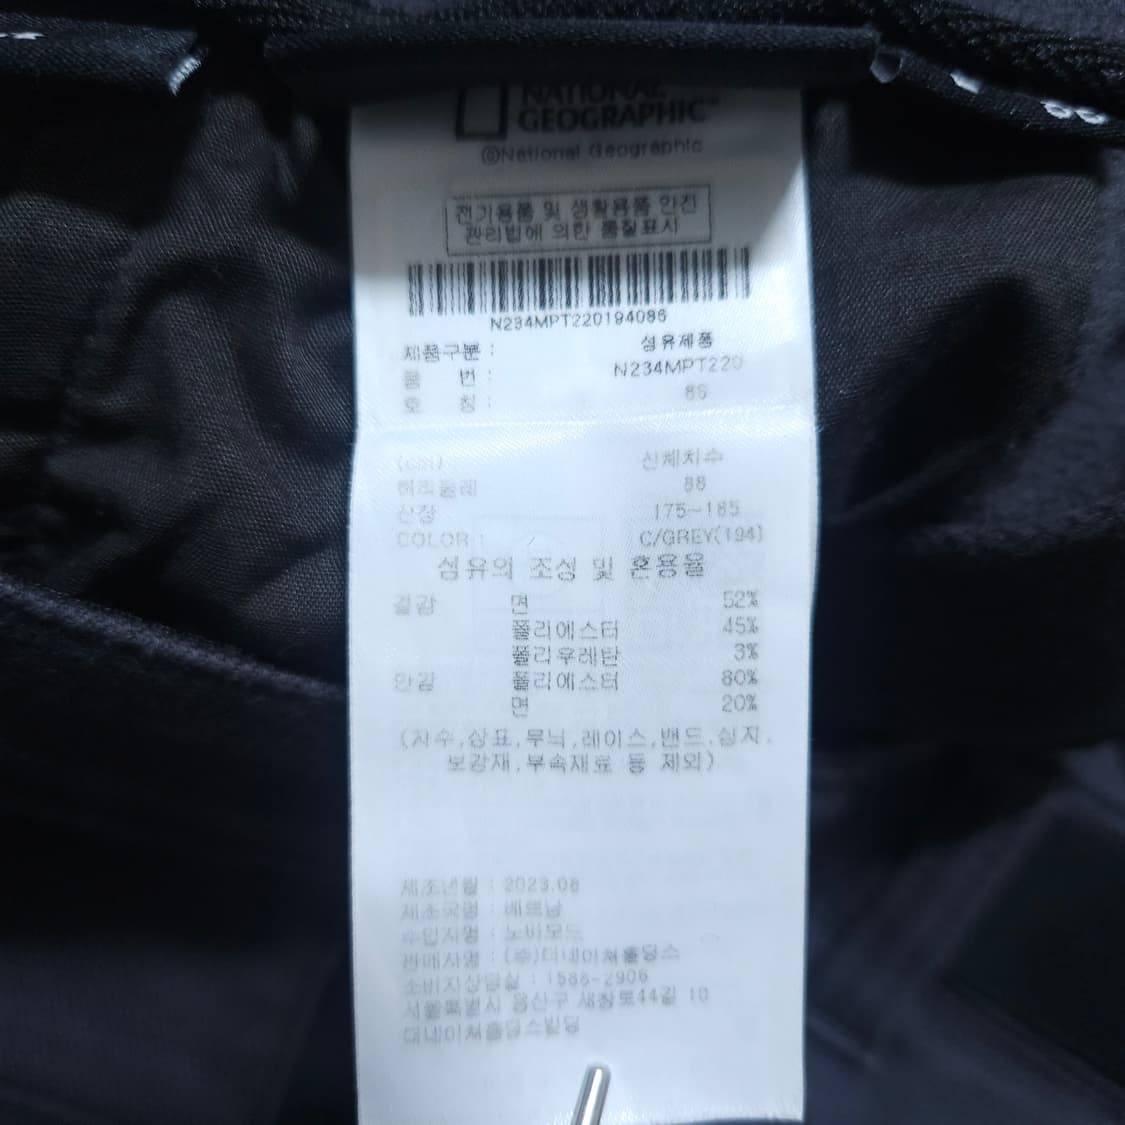 NATIONAL
GEOGRAPHIC™
©National Geographic
전기용품 및 생활용품 안전
관리법에 의한 품질표시
N234MPT220194086
제품구분 : 섬유제품
품 번 : N234MPT220
호 칭 : 86
(cm) 신체치수
허리둘레 88
신장 175~185
COLOR : C/GREY(194)
섬유의 조성 및 혼용율
겉감 면 52%
폴리에스터 45%
폴리우레탄 3%
안감 폴리에스터 80%
면 20%
(자수,상표,무늬,레이스,밴드,심지,
보강재,부속재료 등 제외)
제조년월 : 2023.08
제조국명 : 베트남
수입자명 : 노바모드
판매사명 : (주)더네이쳐홀딩스
소비자상담실 : 1588-2906
서울특별시 용산구 새창로44길 10
더네이쳐홀딩스빌딩